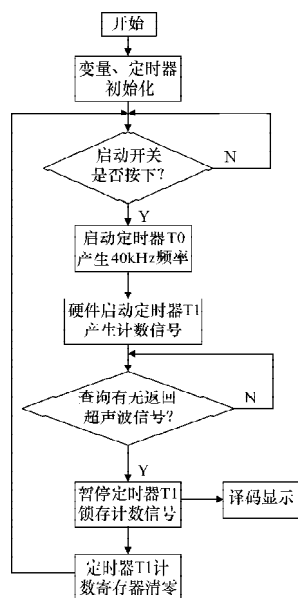 开始
变量、定时器
初始化
启动开关
是否按下?
N
Y
启动定时器T0
产生40kHz频率
硬件启动定时器T1
产生计数信号
查询有无返回
超声波信号?
N
Y
暂停定时器T1
锁存计数信号
译码显示
定时器T1计
数寄存器清零